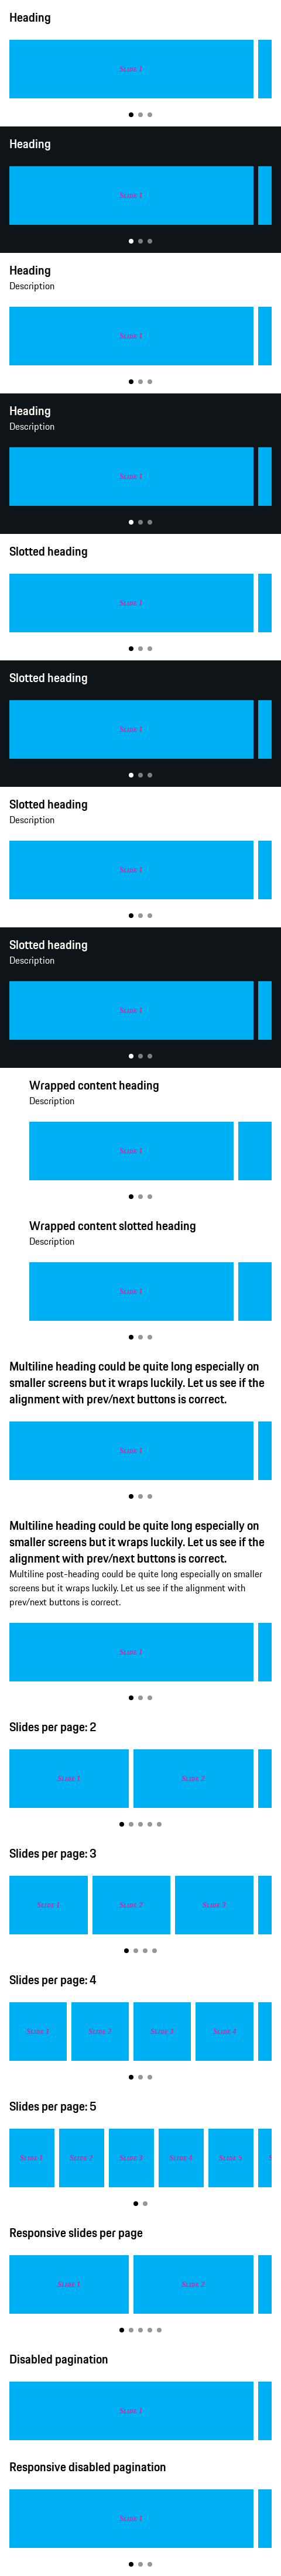 Heading
Slide 1
Heading
Slide 1
Heading
Description
Slide 1
Heading
Description
Slide 1
Slotted heading
Slide 1
Slotted heading
Slide 1
Slotted heading
Description
Slide 1
Slotted heading
Description
Slide 1
Wrapped content heading
Description
Slide 1
Wrapped content slotted heading
Description
Slide 1
Multiline heading could be quite long especially on
smaller screens but it wraps luckily. Let us see if the
alignment with prev/next buttons is correct.
Slide 1
Multiline heading could be quite long especially on
smaller screens but it wraps luckily. Let us see if the
alignment with prev/next buttons is correct.
Multiline post-heading could be quite long especially on smaller
screens but it wraps luckily. Let us see if the alignment with
prev/next buttons is correct.
Slide 1
Slides per page: 2
Slide 1 Slide 2
Slides per page: 3
Slide 1 Slide 2 Slide 3
Slides per page: 4
Slide 1 Slide 2 Slide 3 Slide 4
Slides per page: 5
Slide 1 Slide 2 Slide 3 Slide 4 Slide 5
Responsive slides per page
Slide 1 Slide 2
Disabled pagination
Slide 1
Responsive disabled pagination
Slide 1